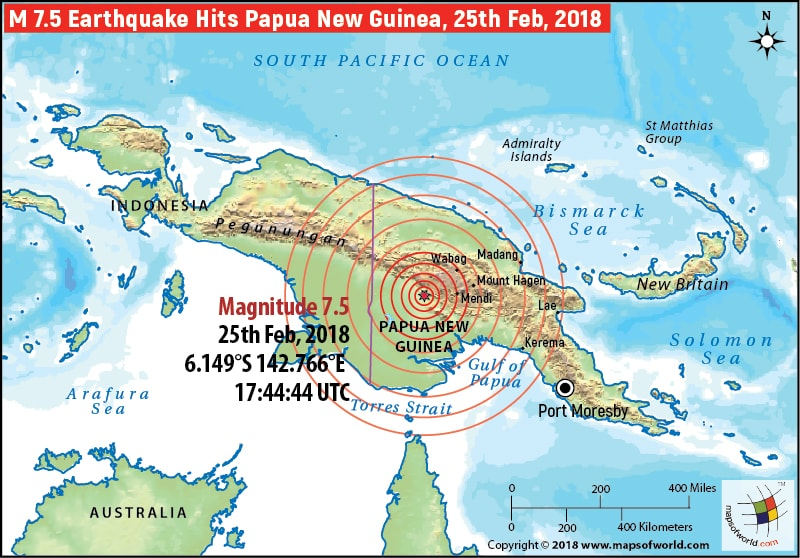 M 7.5 Earthquake Hits Papua New Guinea, 25th Feb, 2018
N
SOUTH PACIFIC OCEAN
St Matthias
Group
Admiralty
Islands
INDONESIA
Bismarck
Sea
Pegunungan
Wabag
Madang
Mount Hagen
New Britain
Mendi
Lae
Magnitude 7.5
25th Feb, 2018
6.149°S 142.766°E
17:44:44 UTC
PAPUA NEW
GUINEA
Kerema
Solomon
Sea
Gulf of
Papua
Arafura
Sea
Torres Strait
Port Moresby
AUSTRALIA
0 200 400 Miles
0 200 400 Kilometers
mapsofworld.com
TM
Copyright © 2018 www.mapsofworld.com